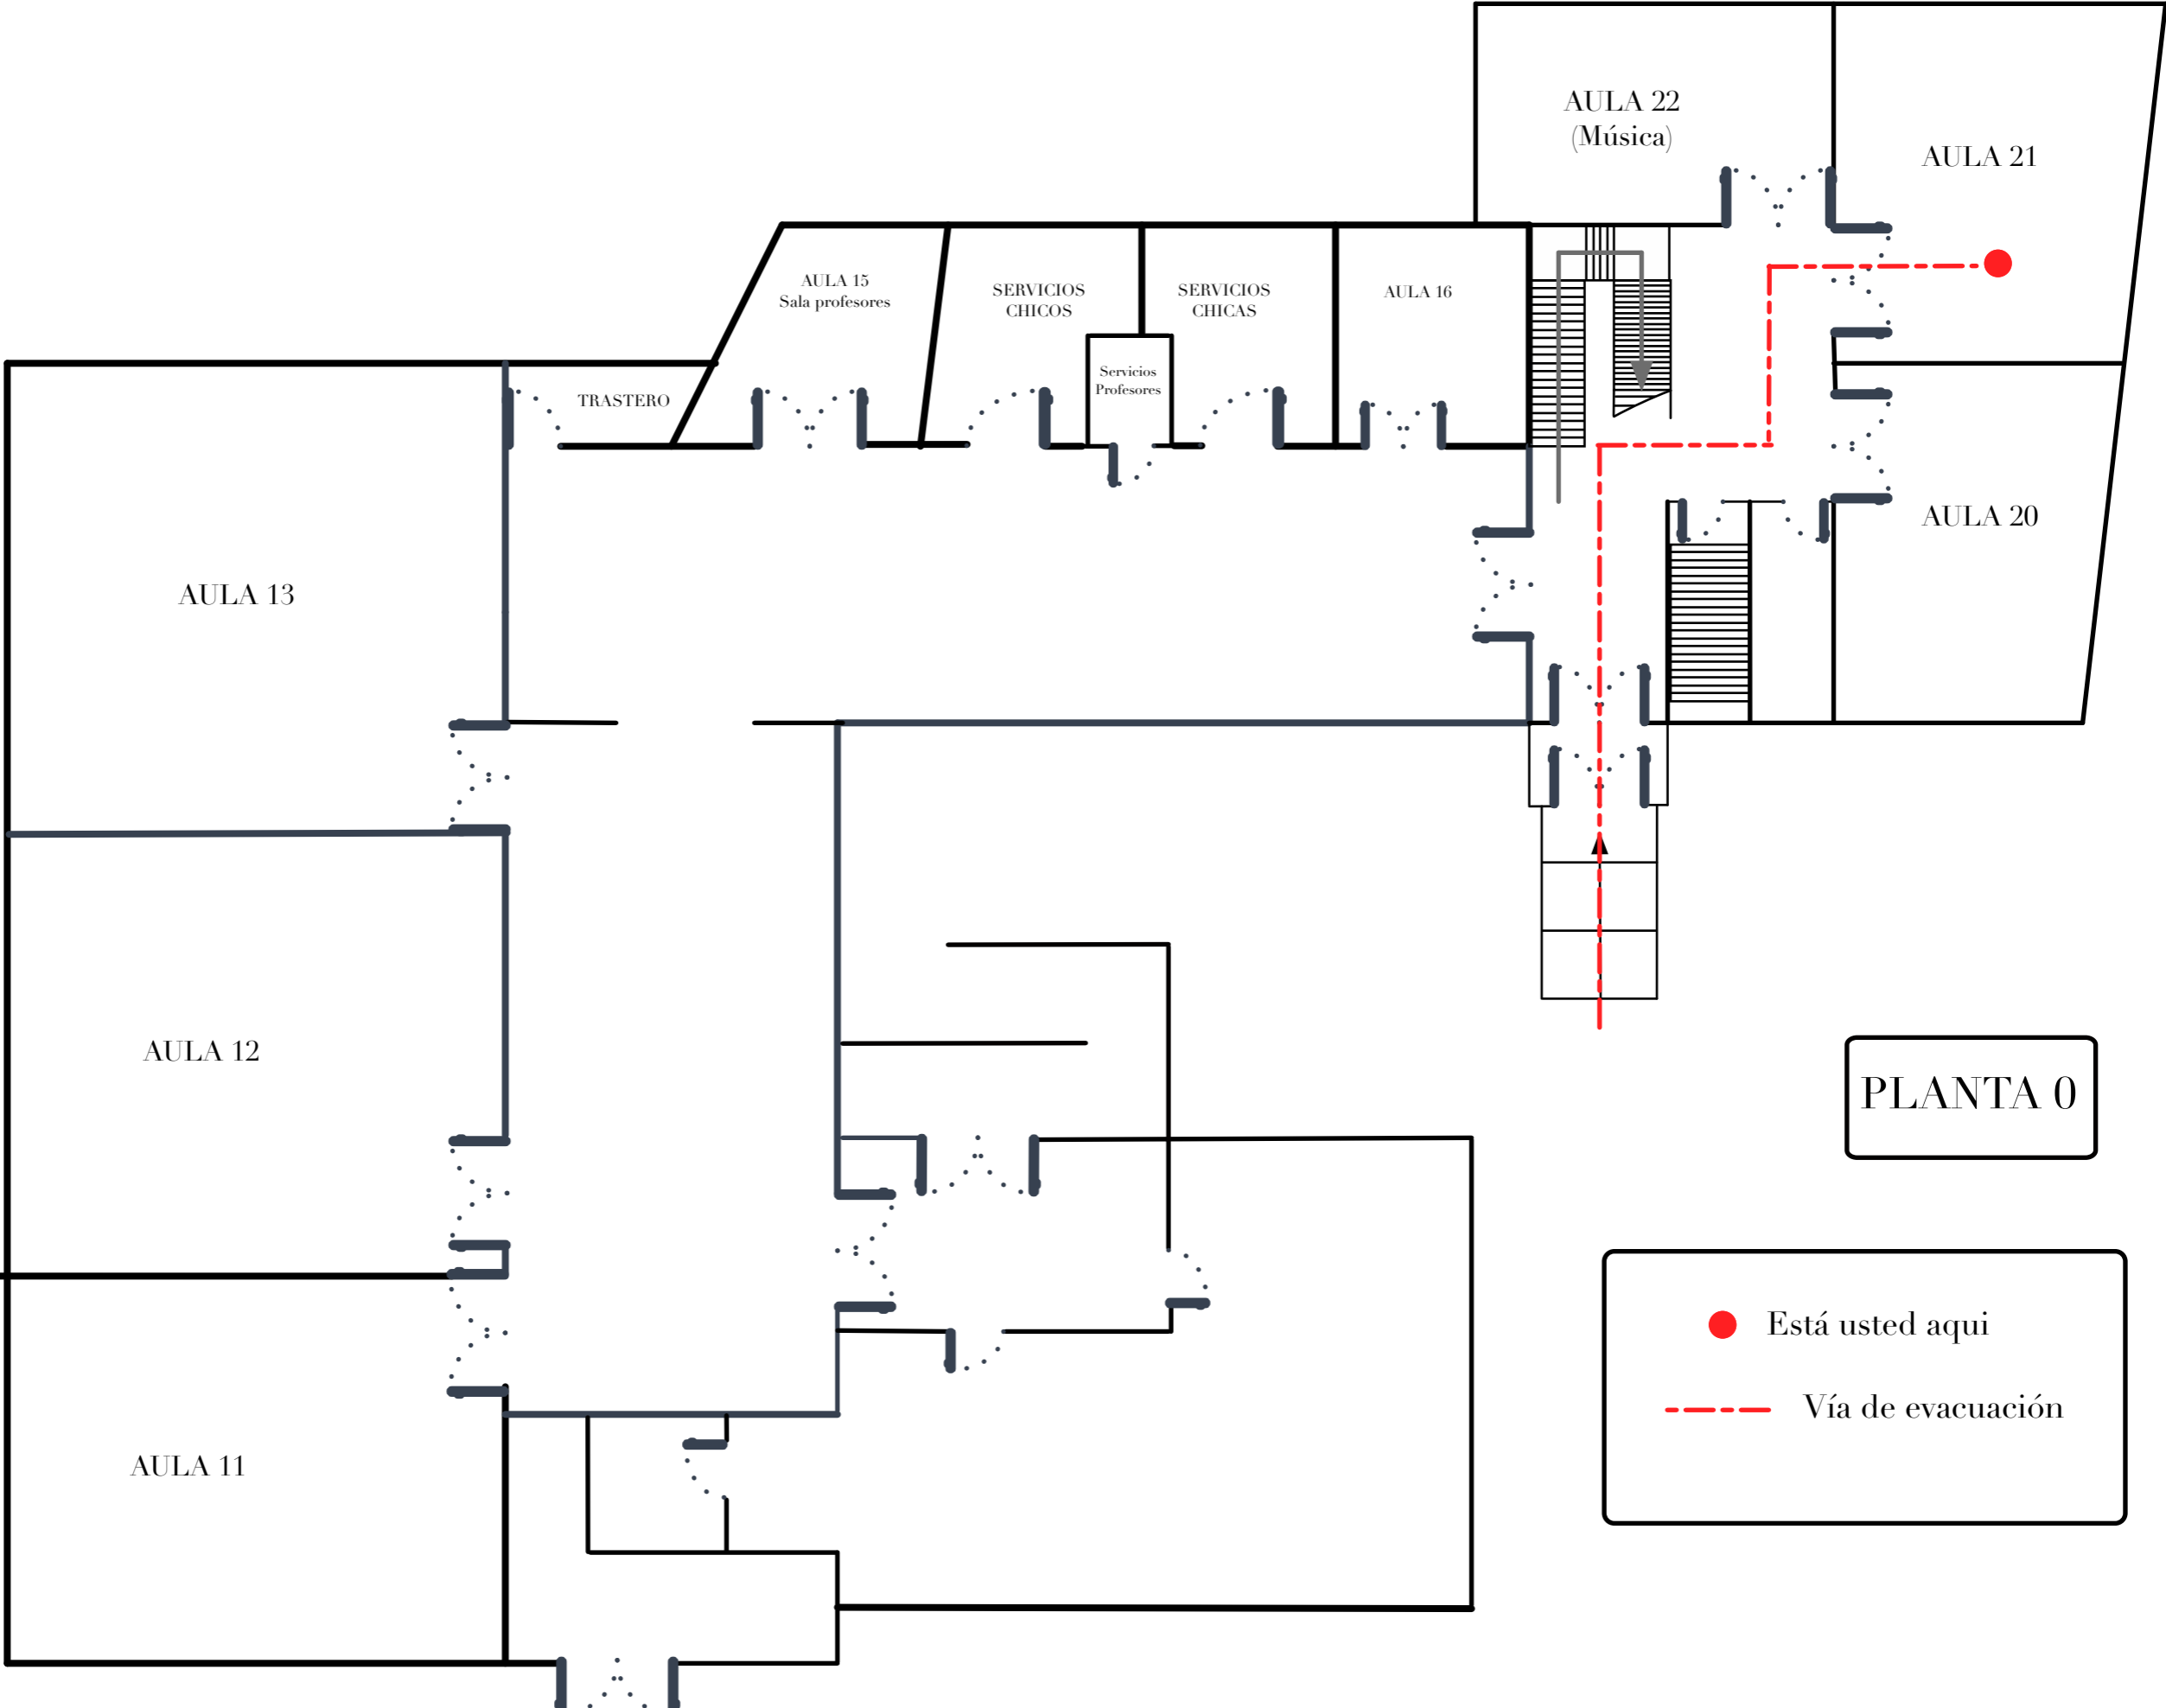 AULA 22
(Música)
AULA 21
AULA 15
Sala profesores
SERVICIOS
CHICOS
SERVICIOS
CHICAS
AULA 16
Servicios
Profesores
TRASTERO
AULA 20
AULA 13
AULA 12
PLANTA 0
Está usted aqui
Vía de evacuación
AULA 11